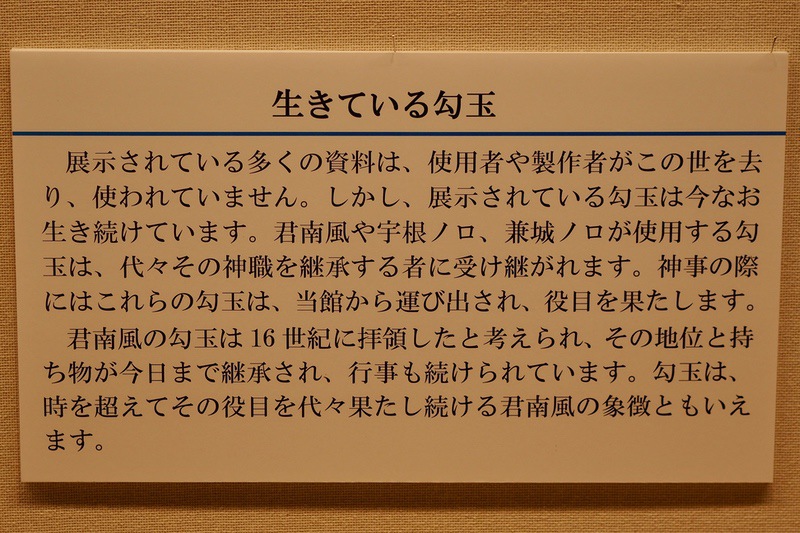 生きている勾玉
展示されている多くの資料は、使用者や製作者がこの世を去
り、使われていません。しかし、展示されている勾玉は今なお
生き続けています。君南風や宇根ノロ、兼城ノロが使用する勾
玉は、代々その神職を継承する者に受け継がれます。神事の際
にはこれらの勾玉は、当館から運び出され、役目を果たします。
君南風の勾玉は16世紀に拝領したと考えられ、その地位と持
ち物が今日まで継承され、行事も続けられています。勾玉は、
時を超えてその役目を代々果たし続ける君南風の象徴ともいえ
ます。